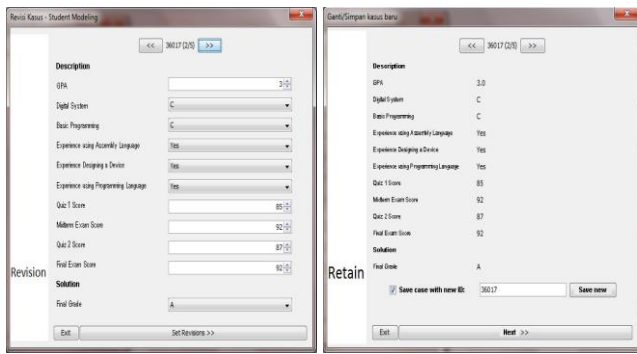 Revisi Kasus - Student Modeling
<< 36017 (2/5) >>
Description
GPA 3
Digital System C
Basic Programming C
Experience using Assembly Language Yes
Experience Designing a Device Yes
Experience using Programming Language Yes
Quiz 1 Score 85
Midterm Exam Score 92
Quiz 2 Score 87
Final Exam Score 92
Revision
Solution
Final Grade A
Exit Set Revisions >>
Ganti/Simpan kasus baru
<< 36017 (2/5) >>
Description
GPA 3.0
Digital System C
Basic Programming C
Experience using Assembly Language Yes
Experience Designing a Device Yes
Experience using Programming Language Yes
Quiz 1 Score 85
Midterm Exam Score 92
Quiz 2 Score 87
Final Exam Score 92
Solution
Retain
Final Grade A
Save case with new ID: 36017 Save new
Exit Next >>